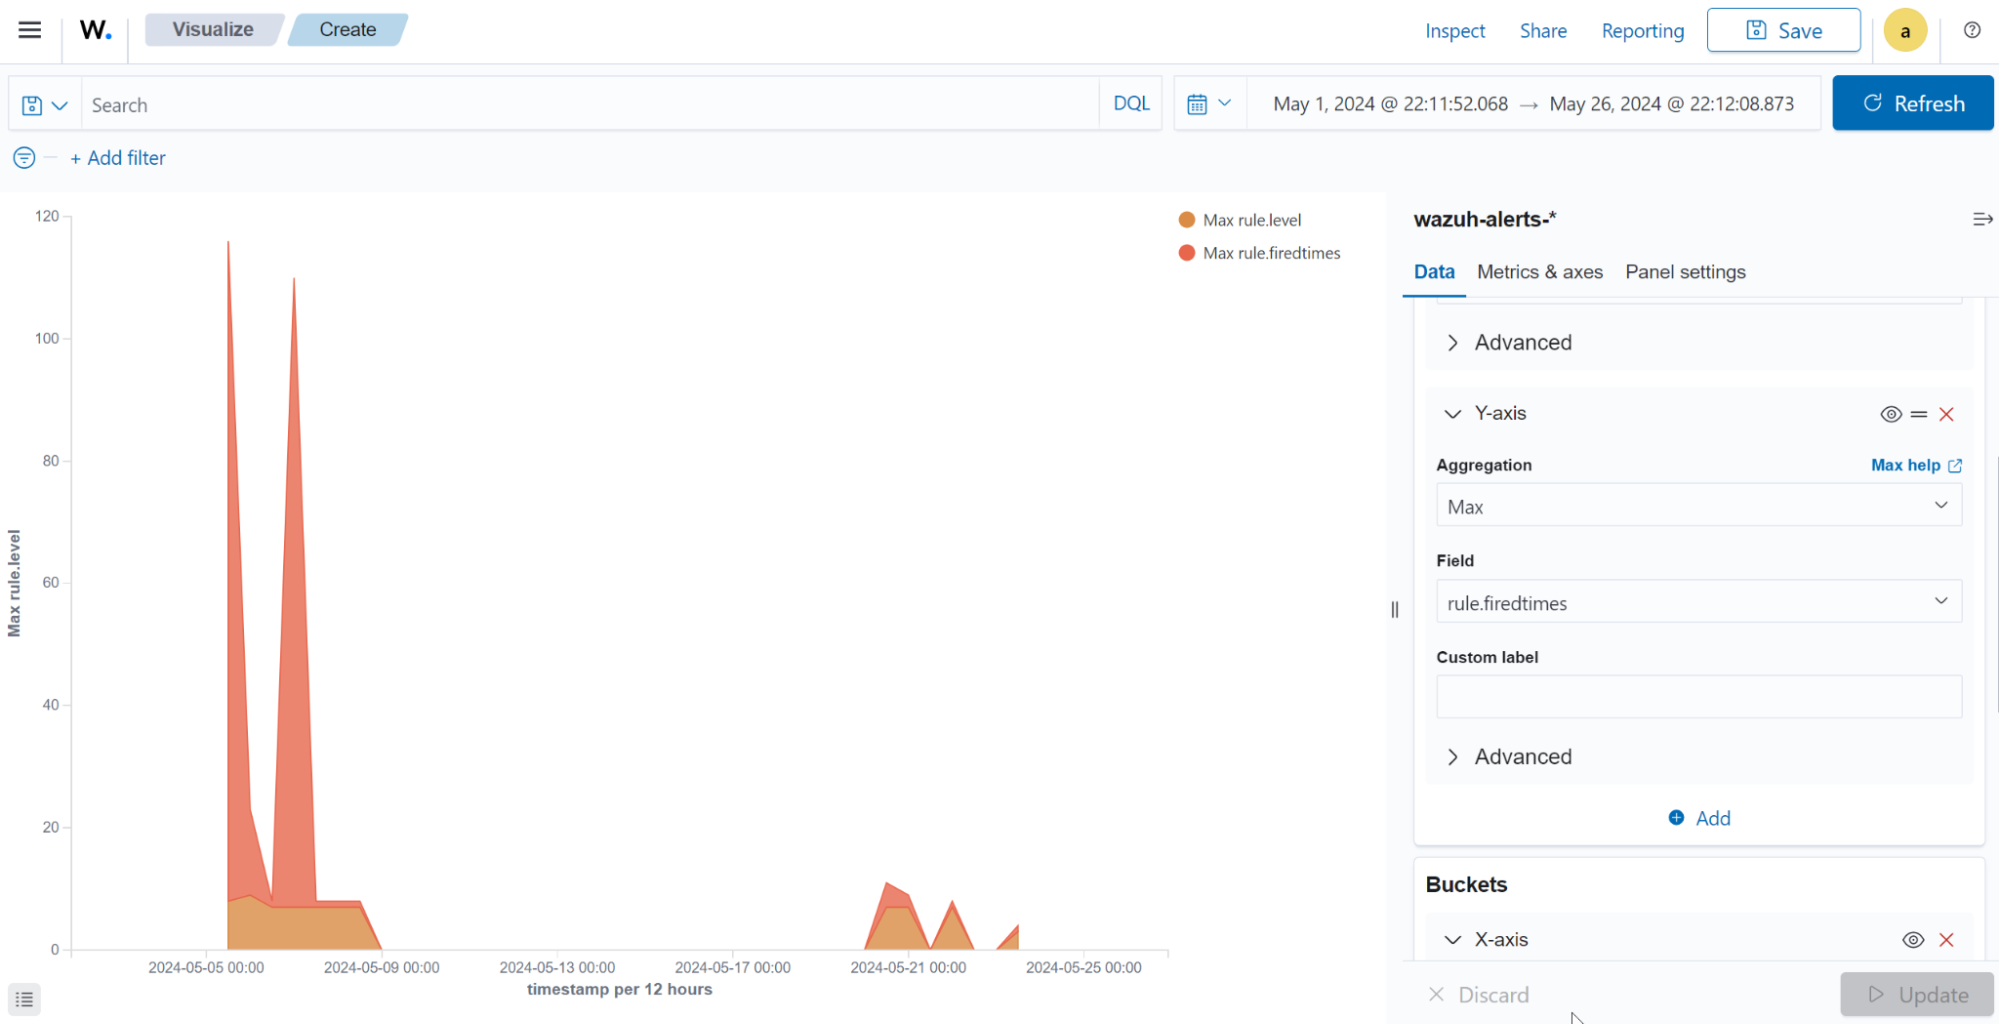 W.
Visualize
Create
Inspect
Share
Reporting
Save
a
Search
DQL
May 1, 2024 @ 22:11:52.068 → May 26, 2024 @ 22:12:08.873
Refresh
+ Add filter
120
100
80
60
40
20
0
Max rule.level
2024-05-05 00:00
2024-05-09 00:00
2024-05-13 00:00
2024-05-17 00:00
2024-05-21 00:00
2024-05-25 00:00
timestamp per 12 hours
Max rule.level
Max rule.firedtimes
wazuh-alerts-*
Data
Metrics & axes
Panel settings
Advanced
Y-axis
Aggregation
Max help
Max
Field
rule.firedtimes
Custom label
Advanced
Add
Buckets
X-axis
Discard
Update